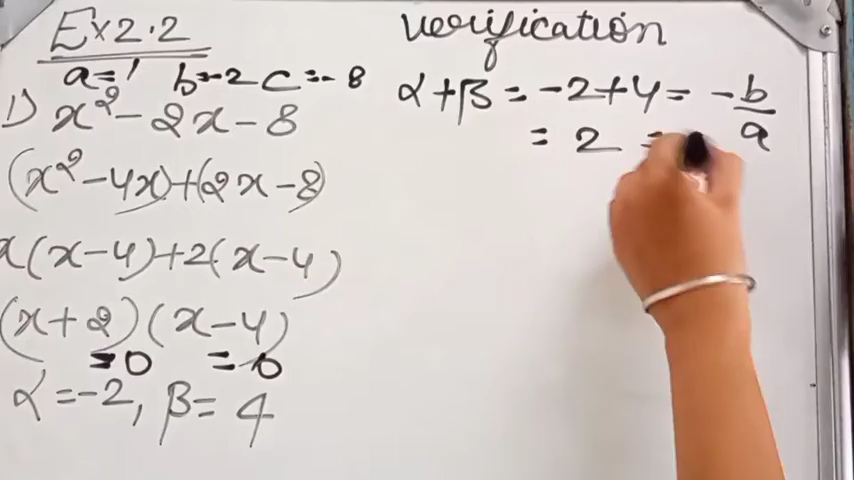 Ex 2.2
a=1 b=-2 c=-8
1) x² - 2x - 8
(x² - 4x) + (2x - 8)
x(x-4)+2(x-4)
(x+2)(x-4)
=0 =0
α = -2, β = 4
verification
α+β = -2+4 = -b/a
= 2 =